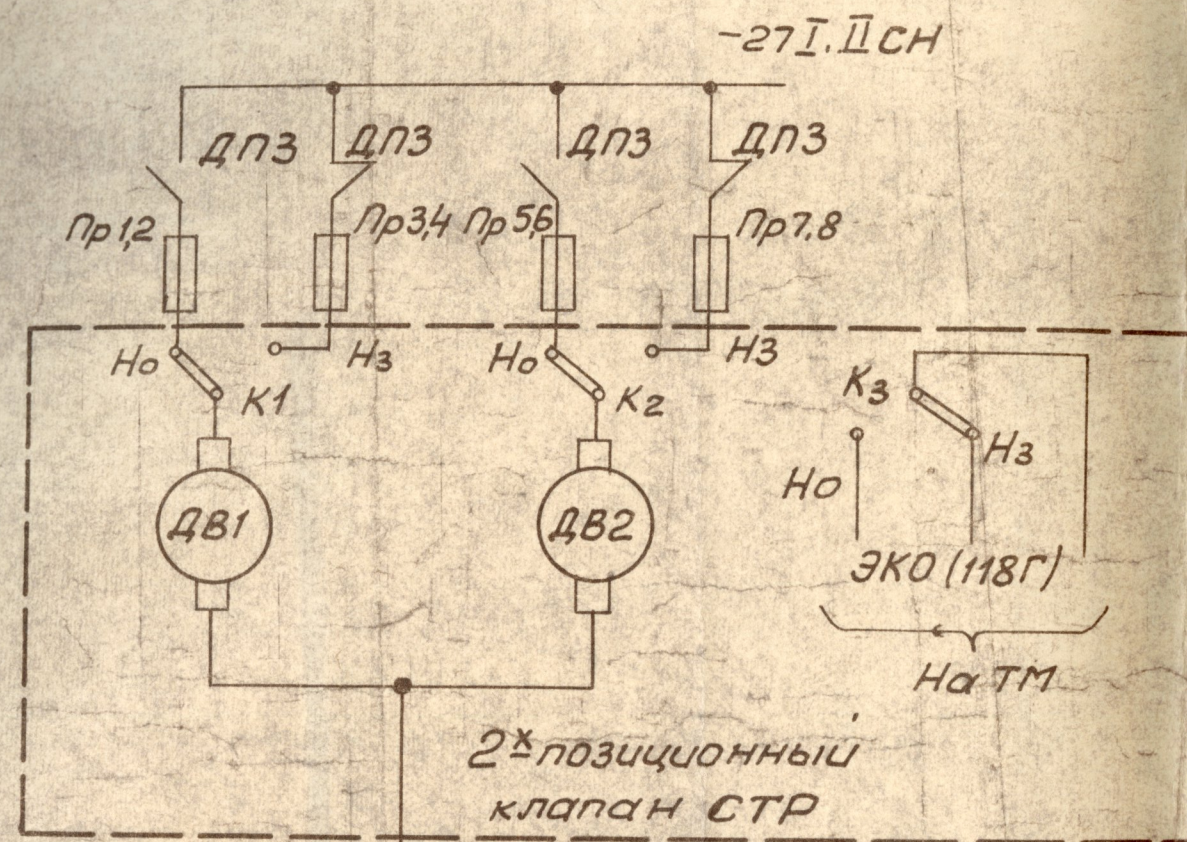 -27 I. II СН
ДПЗ ДПЗ ДПЗ ДПЗ
Пр 1,2 Пр3,4 Пр 5,6 Пр7,8
Но Нз Но НЗ
К1 К2 К3
Нз
Но
ДВ1 ДВ2
ЭКО (118Г)
На ТМ
2х позиционный
клапан СТР